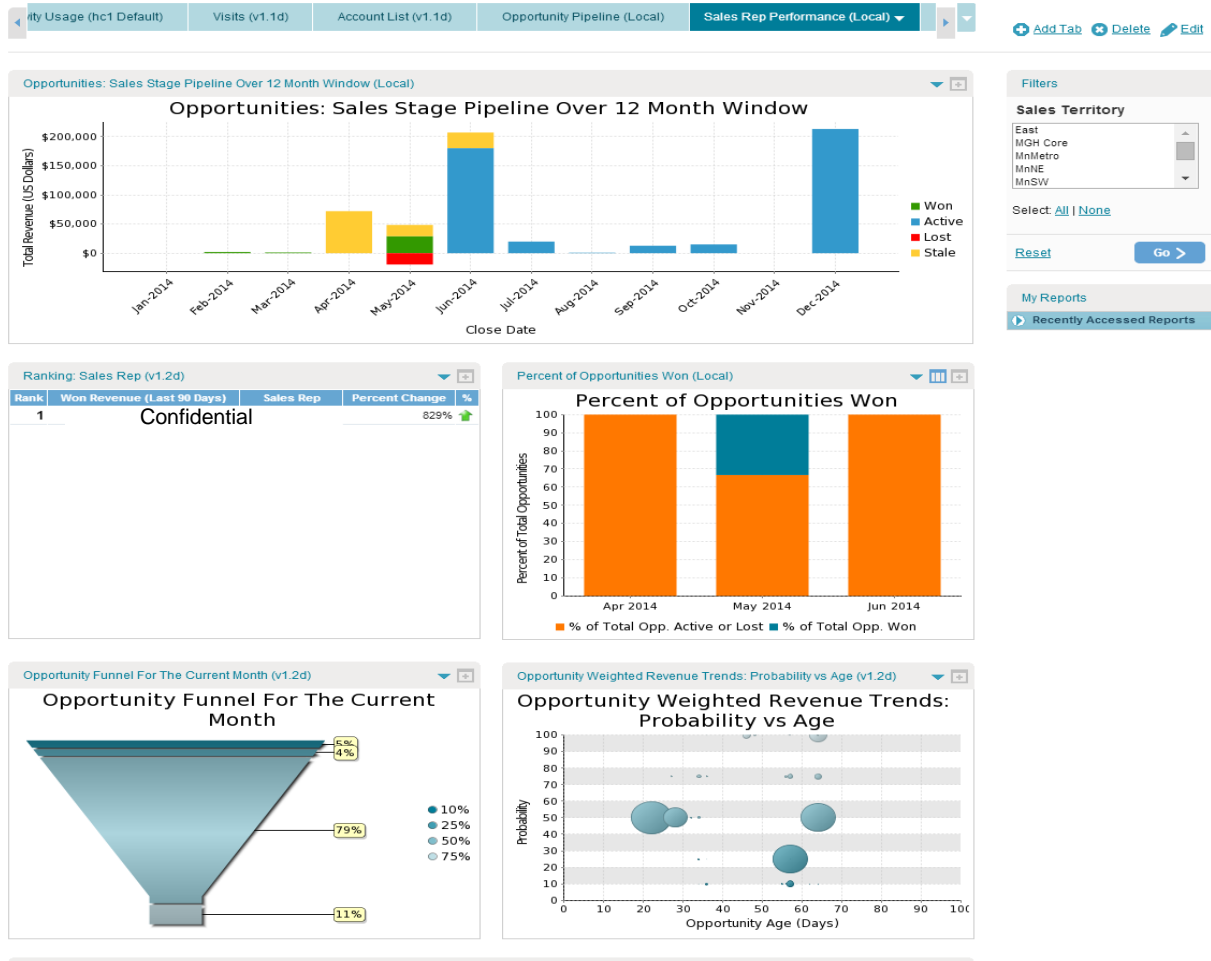 ity Usage (hc1 Default)
Visits (v1.1d)
Account List (v1.1d)
Opportunity Pipeline (Local)
Sales Rep Performance (Local)
Add Tab
Delete
Edit
Opportunities: Sales Stage Pipeline Over 12 Month Window (Local)
Opportunities: Sales Stage Pipeline Over 12 Month Window
Total Revenue (US Dollars)
$200,000
$150,000
$100,000
$50,000
$0
Jan-2014
Feb-2014
Mar-2014
Apr-2014
May-2014
Jun-2014
Jul-2014
Aug-2014
Sep-2014
Oct-2014
Nov-2014
Dec-2014
Close Date
Won
Active
Lost
Stale
Filters
Sales Territory
East
MGH Core
MnMetro
MnNE
MnSW
Select: All | None
Reset
Go
My Reports
Recently Accessed Reports
Ranking: Sales Rep (v1.2d)
Rank Won Revenue (Last 90 Days) Sales Rep Percent Change %
1 Confidential 829%
Percent of Opportunities Won (Local)
Percent of Opportunities Won
Percent of Total Opportunities
100
90
80
70
60
50
40
30
20
10
0
Apr 2014
May 2014
Jun 2014
% of Total Opp. Active or Lost
% of Total Opp. Won
Opportunity Funnel For The Current Month (v1.2d)
Opportunity Funnel For The Current
Month
5%
4%
79%
11%
10%
25%
50%
75%
Opportunity Weighted Revenue Trends: Probability vs Age (v1.2d)
Opportunity Weighted Revenue Trends:
Probability vs Age
Probability
100
90
80
70
60
50
40
30
20
10
0
0 10 20 30 40 50 60 70 80 90 100
Opportunity Age (Days)